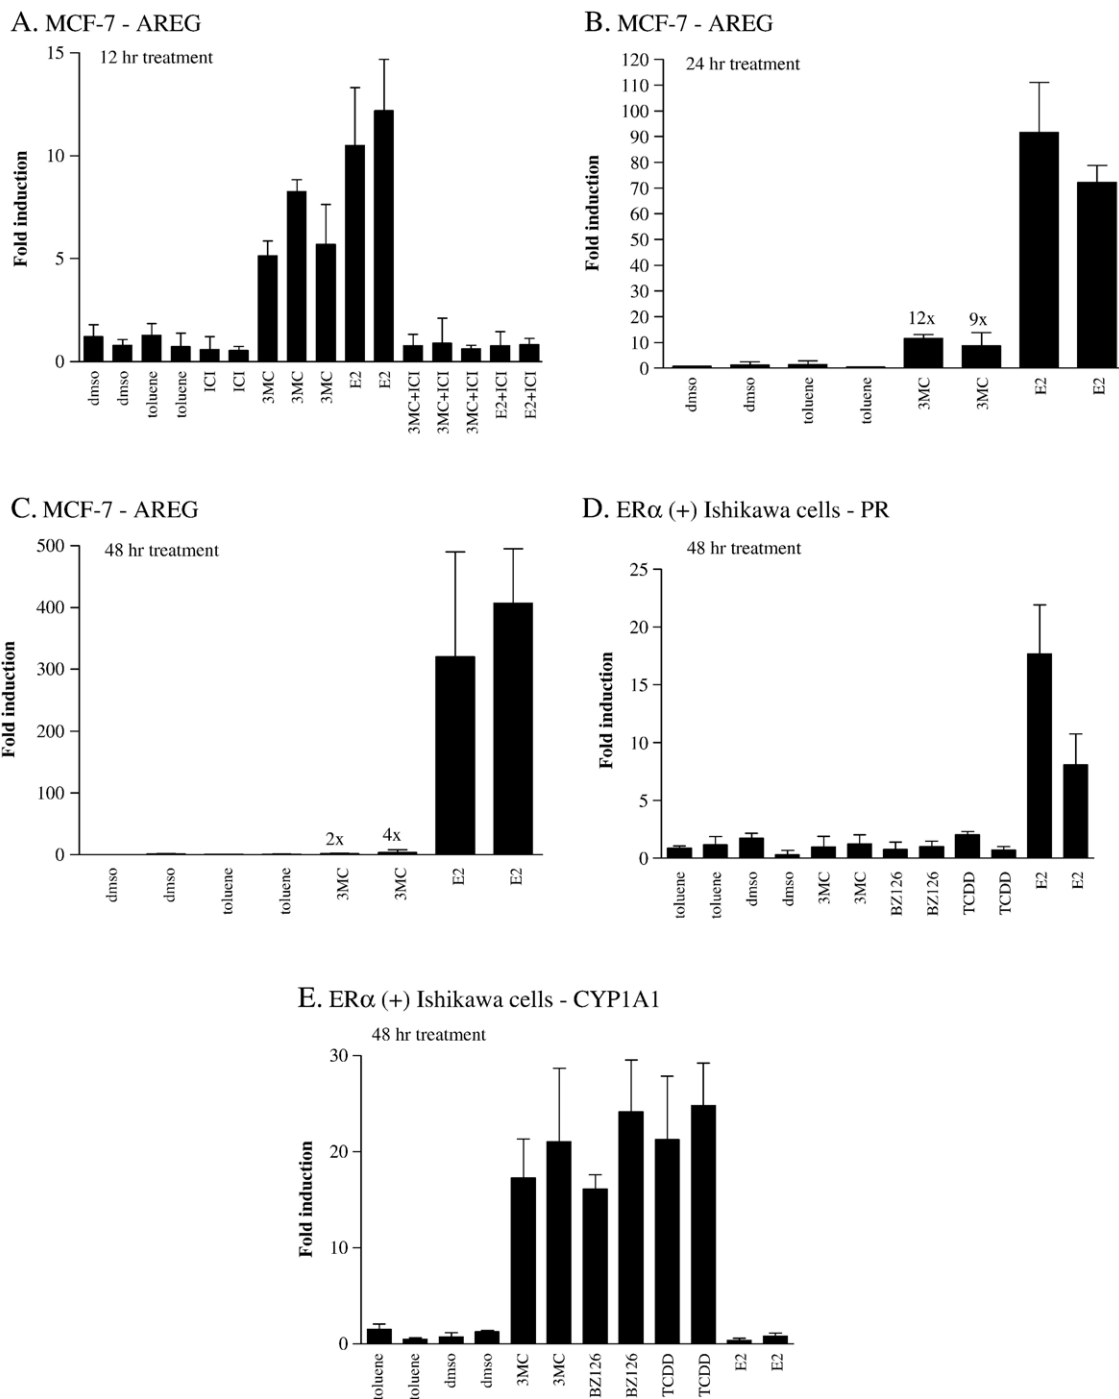 A. MCF-7 - AREG
12 hr treatment
Fold induction
15
10
5
0
dmso
dmso
toluene
toluene
ICI
ICI
3MC
3MC
3MC
E2
E2
3MC+ICI
3MC+ICI
3MC+ICI
E2+ICI
E2+ICI
B. MCF-7 - AREG
24 hr treatment
Fold induction
120
110
100
90
80
70
60
50
40
30
20
10
0
12x
9x
dmso
dmso
toluene
toluene
3MC
3MC
E2
E2
C. MCF-7 - AREG
48 hr treatment
Fold induction
500
400
300
200
100
0
2x
4x
dmso
dmso
toluene
toluene
3MC
3MC
E2
E2
D. ERα (+) Ishikawa cells - PR
48 hr treatment
Fold induction
25
20
15
10
5
0
toluene
toluene
dmso
dmso
3MC
3MC
BZ126
BZ126
TCDD
TCDD
E2
E2
E. ERα (+) Ishikawa cells - CYP1A1
48 hr treatment
Fold induction
30
20
10
0
toluene
toluene
dmso
dmso
3MC
3MC
BZ126
BZ126
TCDD
TCDD
E2
E2